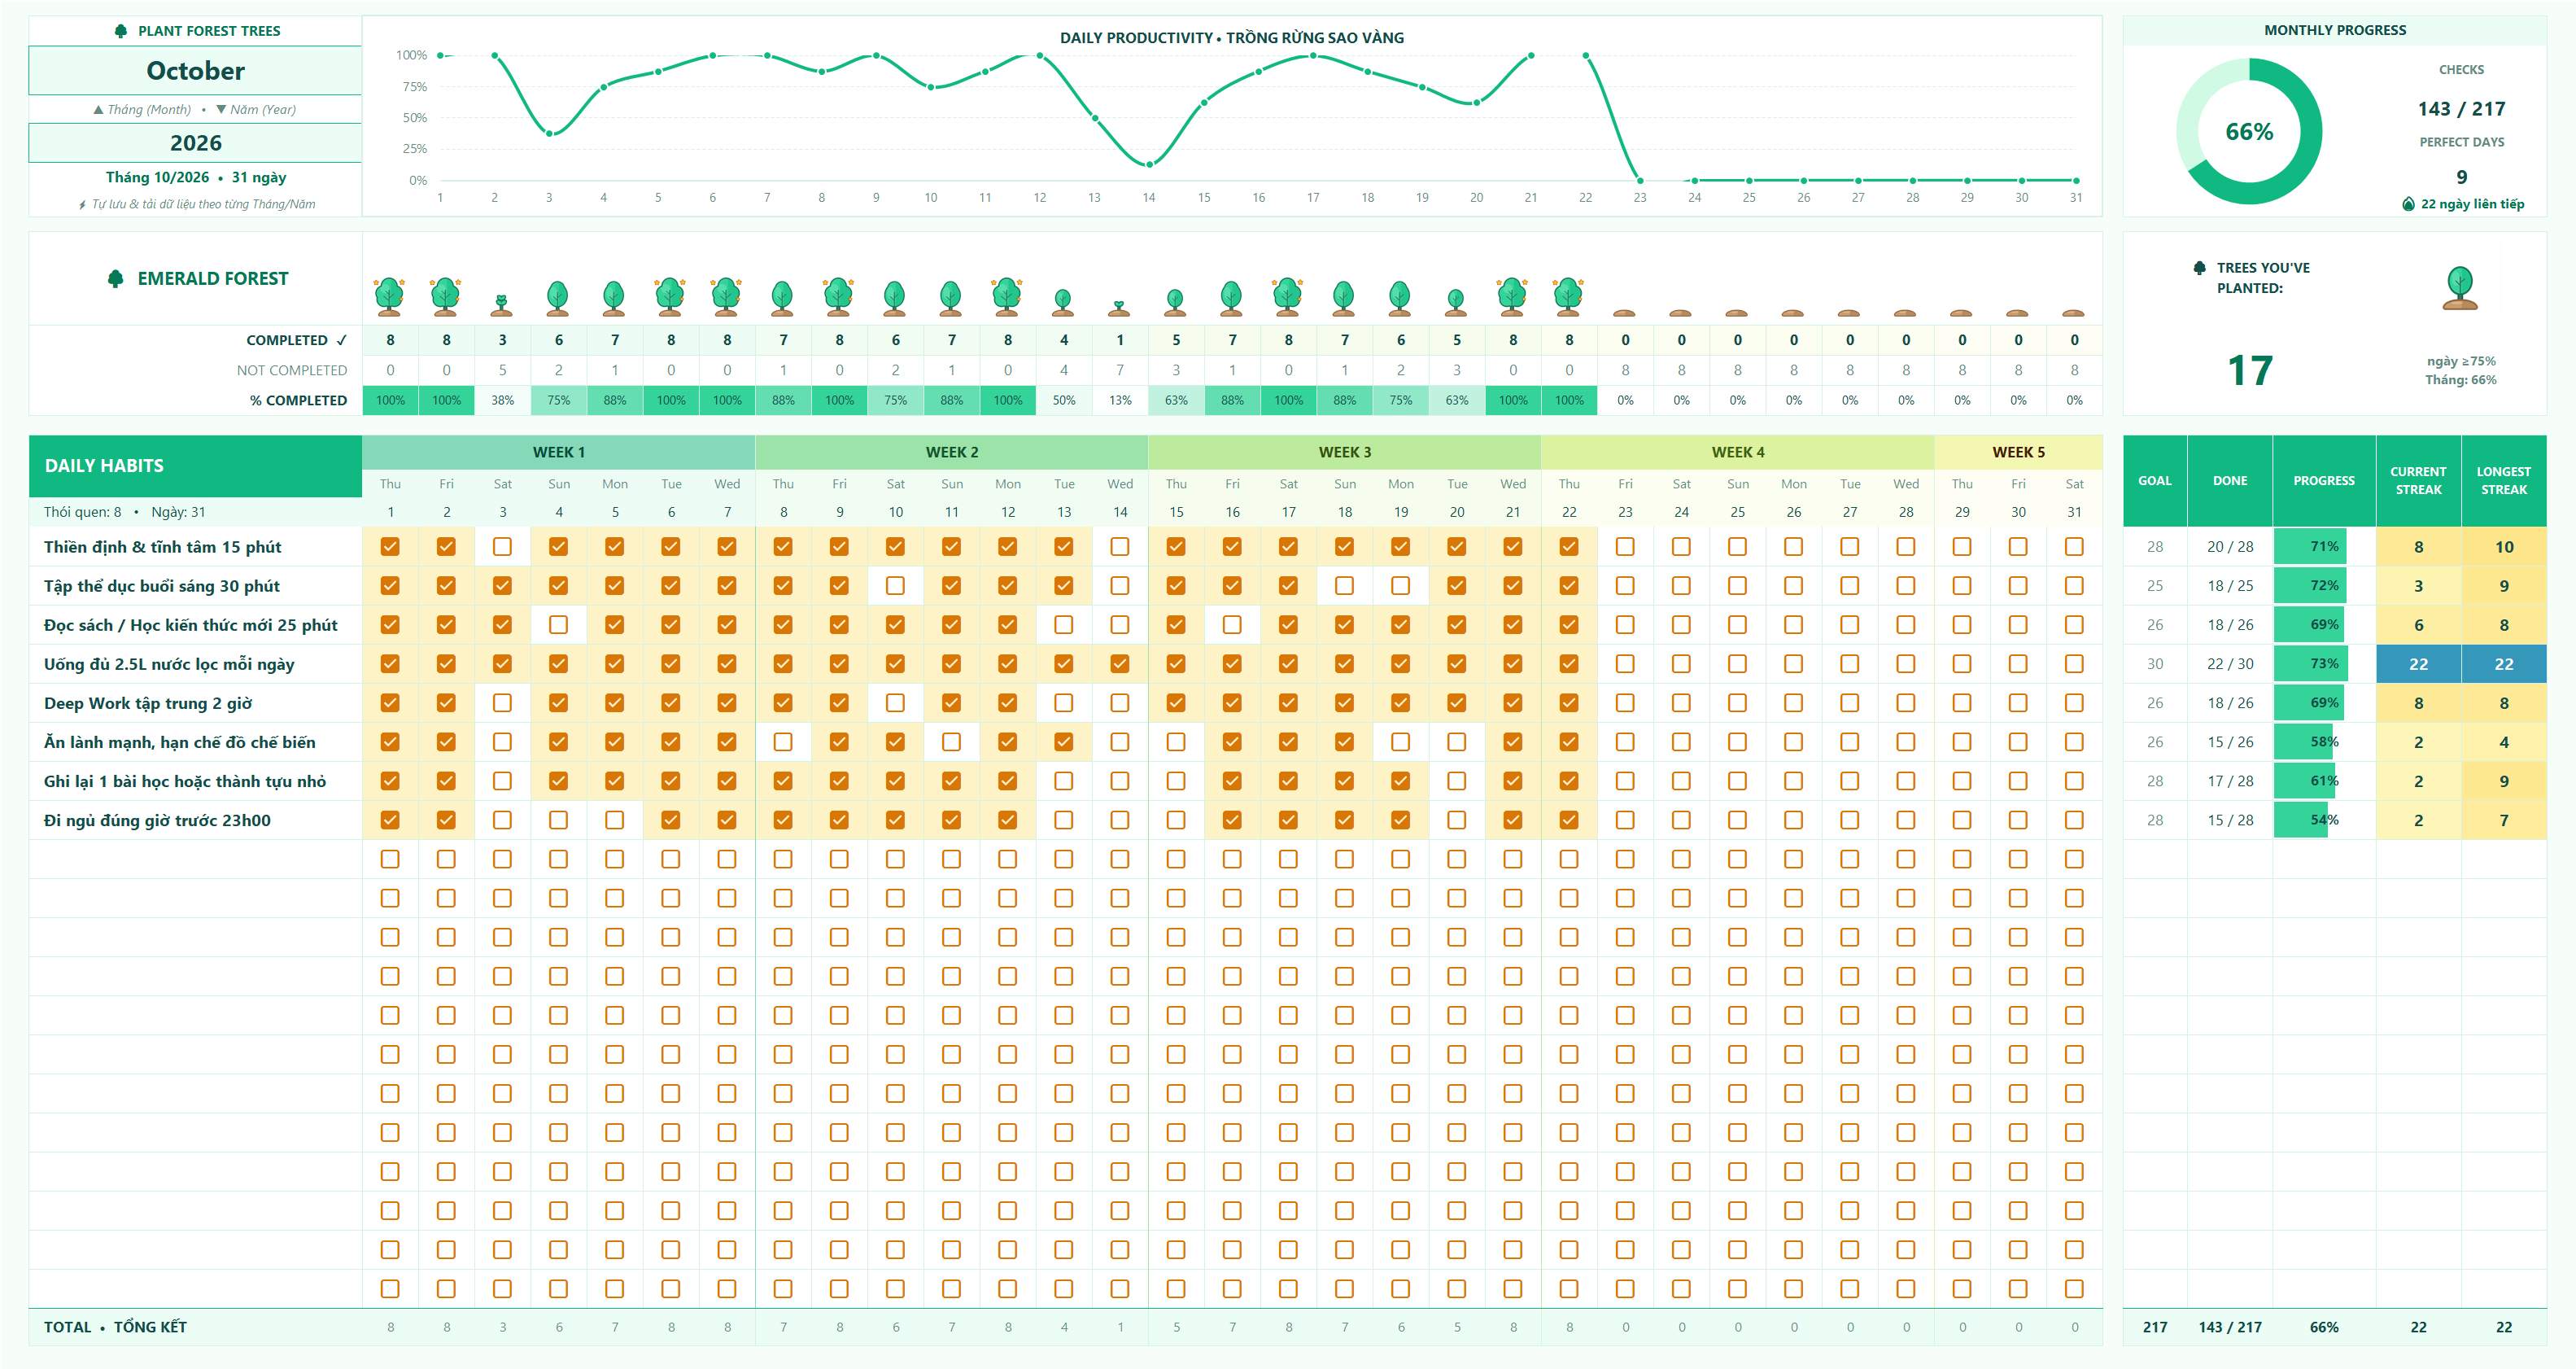 PLANT FOREST TREES
October
▲ Tháng (Month) • ▼ Năm (Year)
2026
Tháng 10/2026 • 31 ngày
Tự lưu & tải dữ liệu theo từng Tháng/Năm
DAILY PRODUCTIVITY • TRỒNG RỪNG SAO VÀNG
100%
75%
50%
25%
0%
1 2 3 4 5 6 7 8 9 10 11 12 13 14 15 16 17 18 19 20 21 22 23 24 25 26 27 28 29 30 31
MONTHLY PROGRESS
66%
CHECKS
143 / 217
PERFECT DAYS
9
22 ngày liên tiếp
EMERALD FOREST
COMPLETED ✓ 8 8 3 6 7 8 8 7 8 6 7 8 4 1 5 7 8 7 6 5 8 8 0 0 0 0 0 0 0 0 0
NOT COMPLETED 0 0 5 2 1 0 0 1 0 2 1 0 4 7 3 1 0 1 2 3 0 0 8 8 8 8 8 8 8 8 8
% COMPLETED 100% 100% 38% 75% 88% 100% 100% 88% 100% 75% 88% 100% 50% 13% 63% 88% 100% 88% 75% 63% 100% 100% 0% 0% 0% 0% 0% 0% 0% 0% 0%
TREES YOU'VE
PLANTED:
17
ngày ≥75%
Tháng: 66%
DAILY HABITS
WEEK 1 WEEK 2 WEEK 3 WEEK 4 WEEK 5
Thu Fri Sat Sun Mon Tue Wed Thu Fri Sat Sun Mon Tue Wed Thu Fri Sat Sun Mon Tue Wed Thu Fri Sat Sun Mon Tue Wed Thu Fri Sat
Thói quen: 8 • Ngày: 31 1 2 3 4 5 6 7 8 9 10 11 12 13 14 15 16 17 18 19 20 21 22 23 24 25 26 27 28 29 30 31
GOAL DONE PROGRESS CURRENT STREAK LONGEST STREAK
Thiền định & tĩnh tâm 15 phút 28 20 / 28 71% 8 10
Tập thể dục buổi sáng 30 phút 25 18 / 25 72% 3 9
Đọc sách / Học kiến thức mới 25 phút 26 18 / 26 69% 6 8
Uống đủ 2.5L nước lọc mỗi ngày 30 22 / 30 73% 22 22
Deep Work tập trung 2 giờ 26 18 / 26 69% 8 8
Ăn lành mạnh, hạn chế đồ chế biến 26 15 / 26 58% 2 4
Ghi lại 1 bài học hoặc thành tựu nhỏ 28 17 / 28 61% 2 9
Đi ngủ đúng giờ trước 23h00 28 15 / 28 54% 2 7
TOTAL • TỔNG KẾT 8 8 3 6 7 8 8 7 8 6 7 8 4 1 5 7 8 7 6 5 8 8 0 0 0 0 0 0 0 0 0 217 143 / 217 66% 22 22